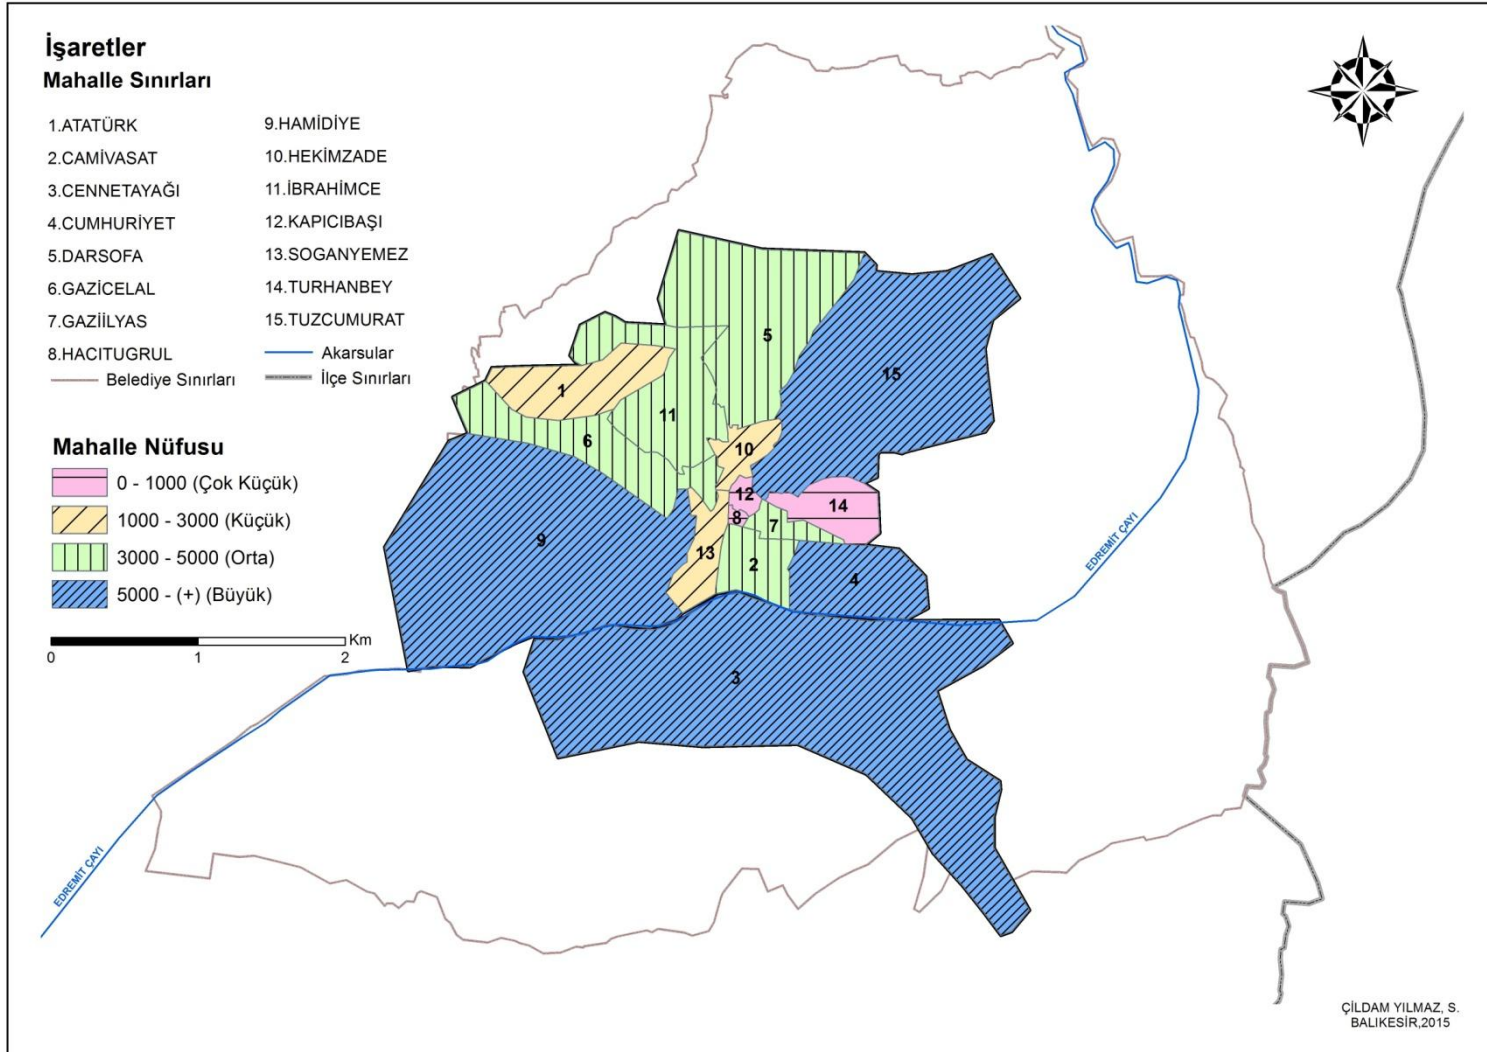 İşaretler
Mahalle Sınırları
1.ATATÜRK
2.CAMİVASAT
3.CENNETAYAĞI
4.CUMHURİYET
5.DARSOFA
6.GAZİCELAL
7.GAZİİLYAS
8.HACITUGRUL
9.HAMİDİYE
10.HEKİMZADE
11.İBRAHİMCE
12.KAPICIBAŞI
13.SOGANYEMEZ
14.TURHANBEY
15.TUZCUMURAT
Akarsular
Belediye Sınırları
İlçe Sınırları
Mahalle Nüfusu
0 - 1000 (Çok Küçük)
1000 - 3000 (Küçük)
3000 - 5000 (Orta)
5000 - (+) (Büyük)
Km
0 1 2
5
15
1
11
6
10
12
14
8
7
9
13
2
4
3
EDREMİT ÇAYI
EDREMİT ÇAYI
ÇİLDAM YILMAZ, S.
BALIKESİR,2015